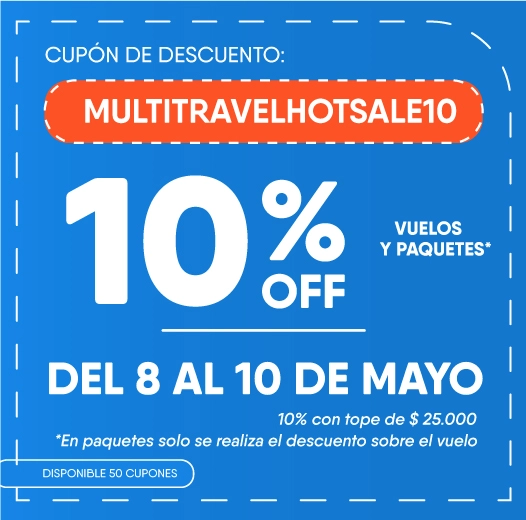 CUPÓN DE DESCUENTO:
MULTITRAVELHOTSALE10
10%
OFF
VUELOS
Y PAQUETES*
DEL 8 AL 10 DE MAYO
10% con tope de $ 25.000
*En paquetes solo se realiza el descuento sobre el vuelo
DISPONIBLE 50 CUPONES